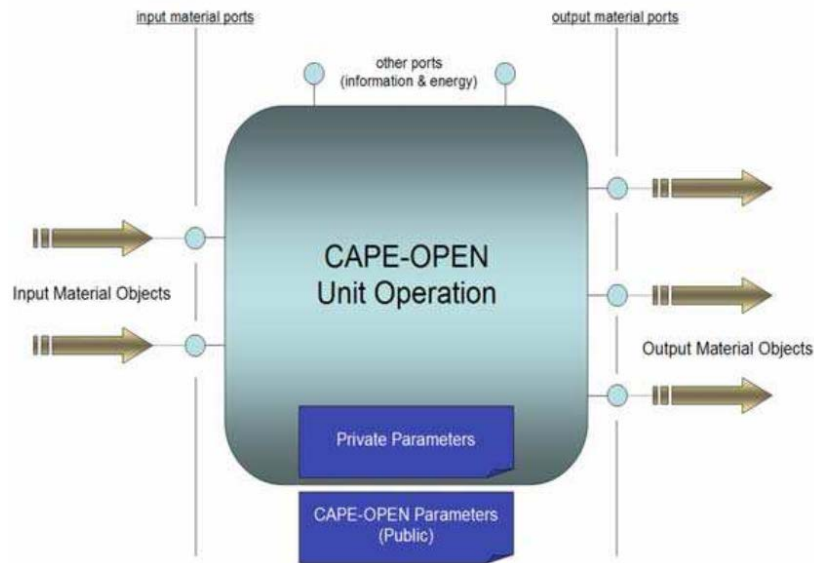 input material ports
output material ports
other ports
(information & energy)
CAPE-OPEN
Unit Operation
Input Material Objects
Output Material Objects
Private Parameters
CAPE-OPEN Parameters
(Public)